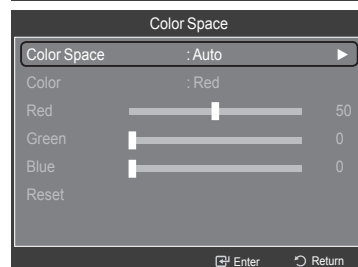 Color Space
Color Space : Auto ►
Color : Red
Red 50
Green 0
Blue 0
Reset
Enter Return